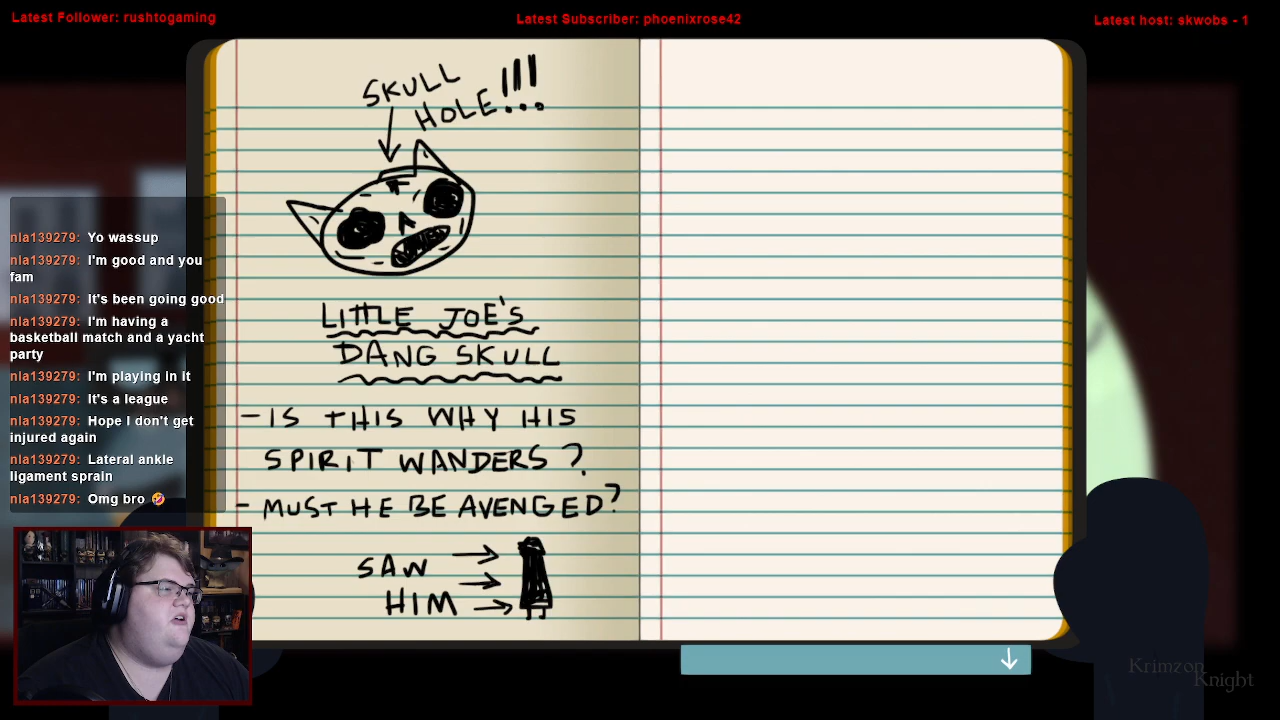 Latest Follower: rushtogaming
Latest Subscriber: phoenixrose42
Latest host: skwobs - 1
SKULL
HOLE!!!
LITTLE JOE'S
DANG SKULL
- IS THIS WHY HIS
SPIRIT WANDERS?
- MUST HE BE AVENGED?
SAW
HIM
nla139279: Yo wassup
nla139279: I'm good and you
fam
nla139279: It's been going good
nla139279: I'm having a
basketball match and a yacht
party
nla139279: I'm playing in it
nla139279: It's a league
nla139279: Hope I don't get
injured again
nla139279: Lateral ankle
ligament sprain
nla139279: Omg bro 🤣
Krimzon
Knight